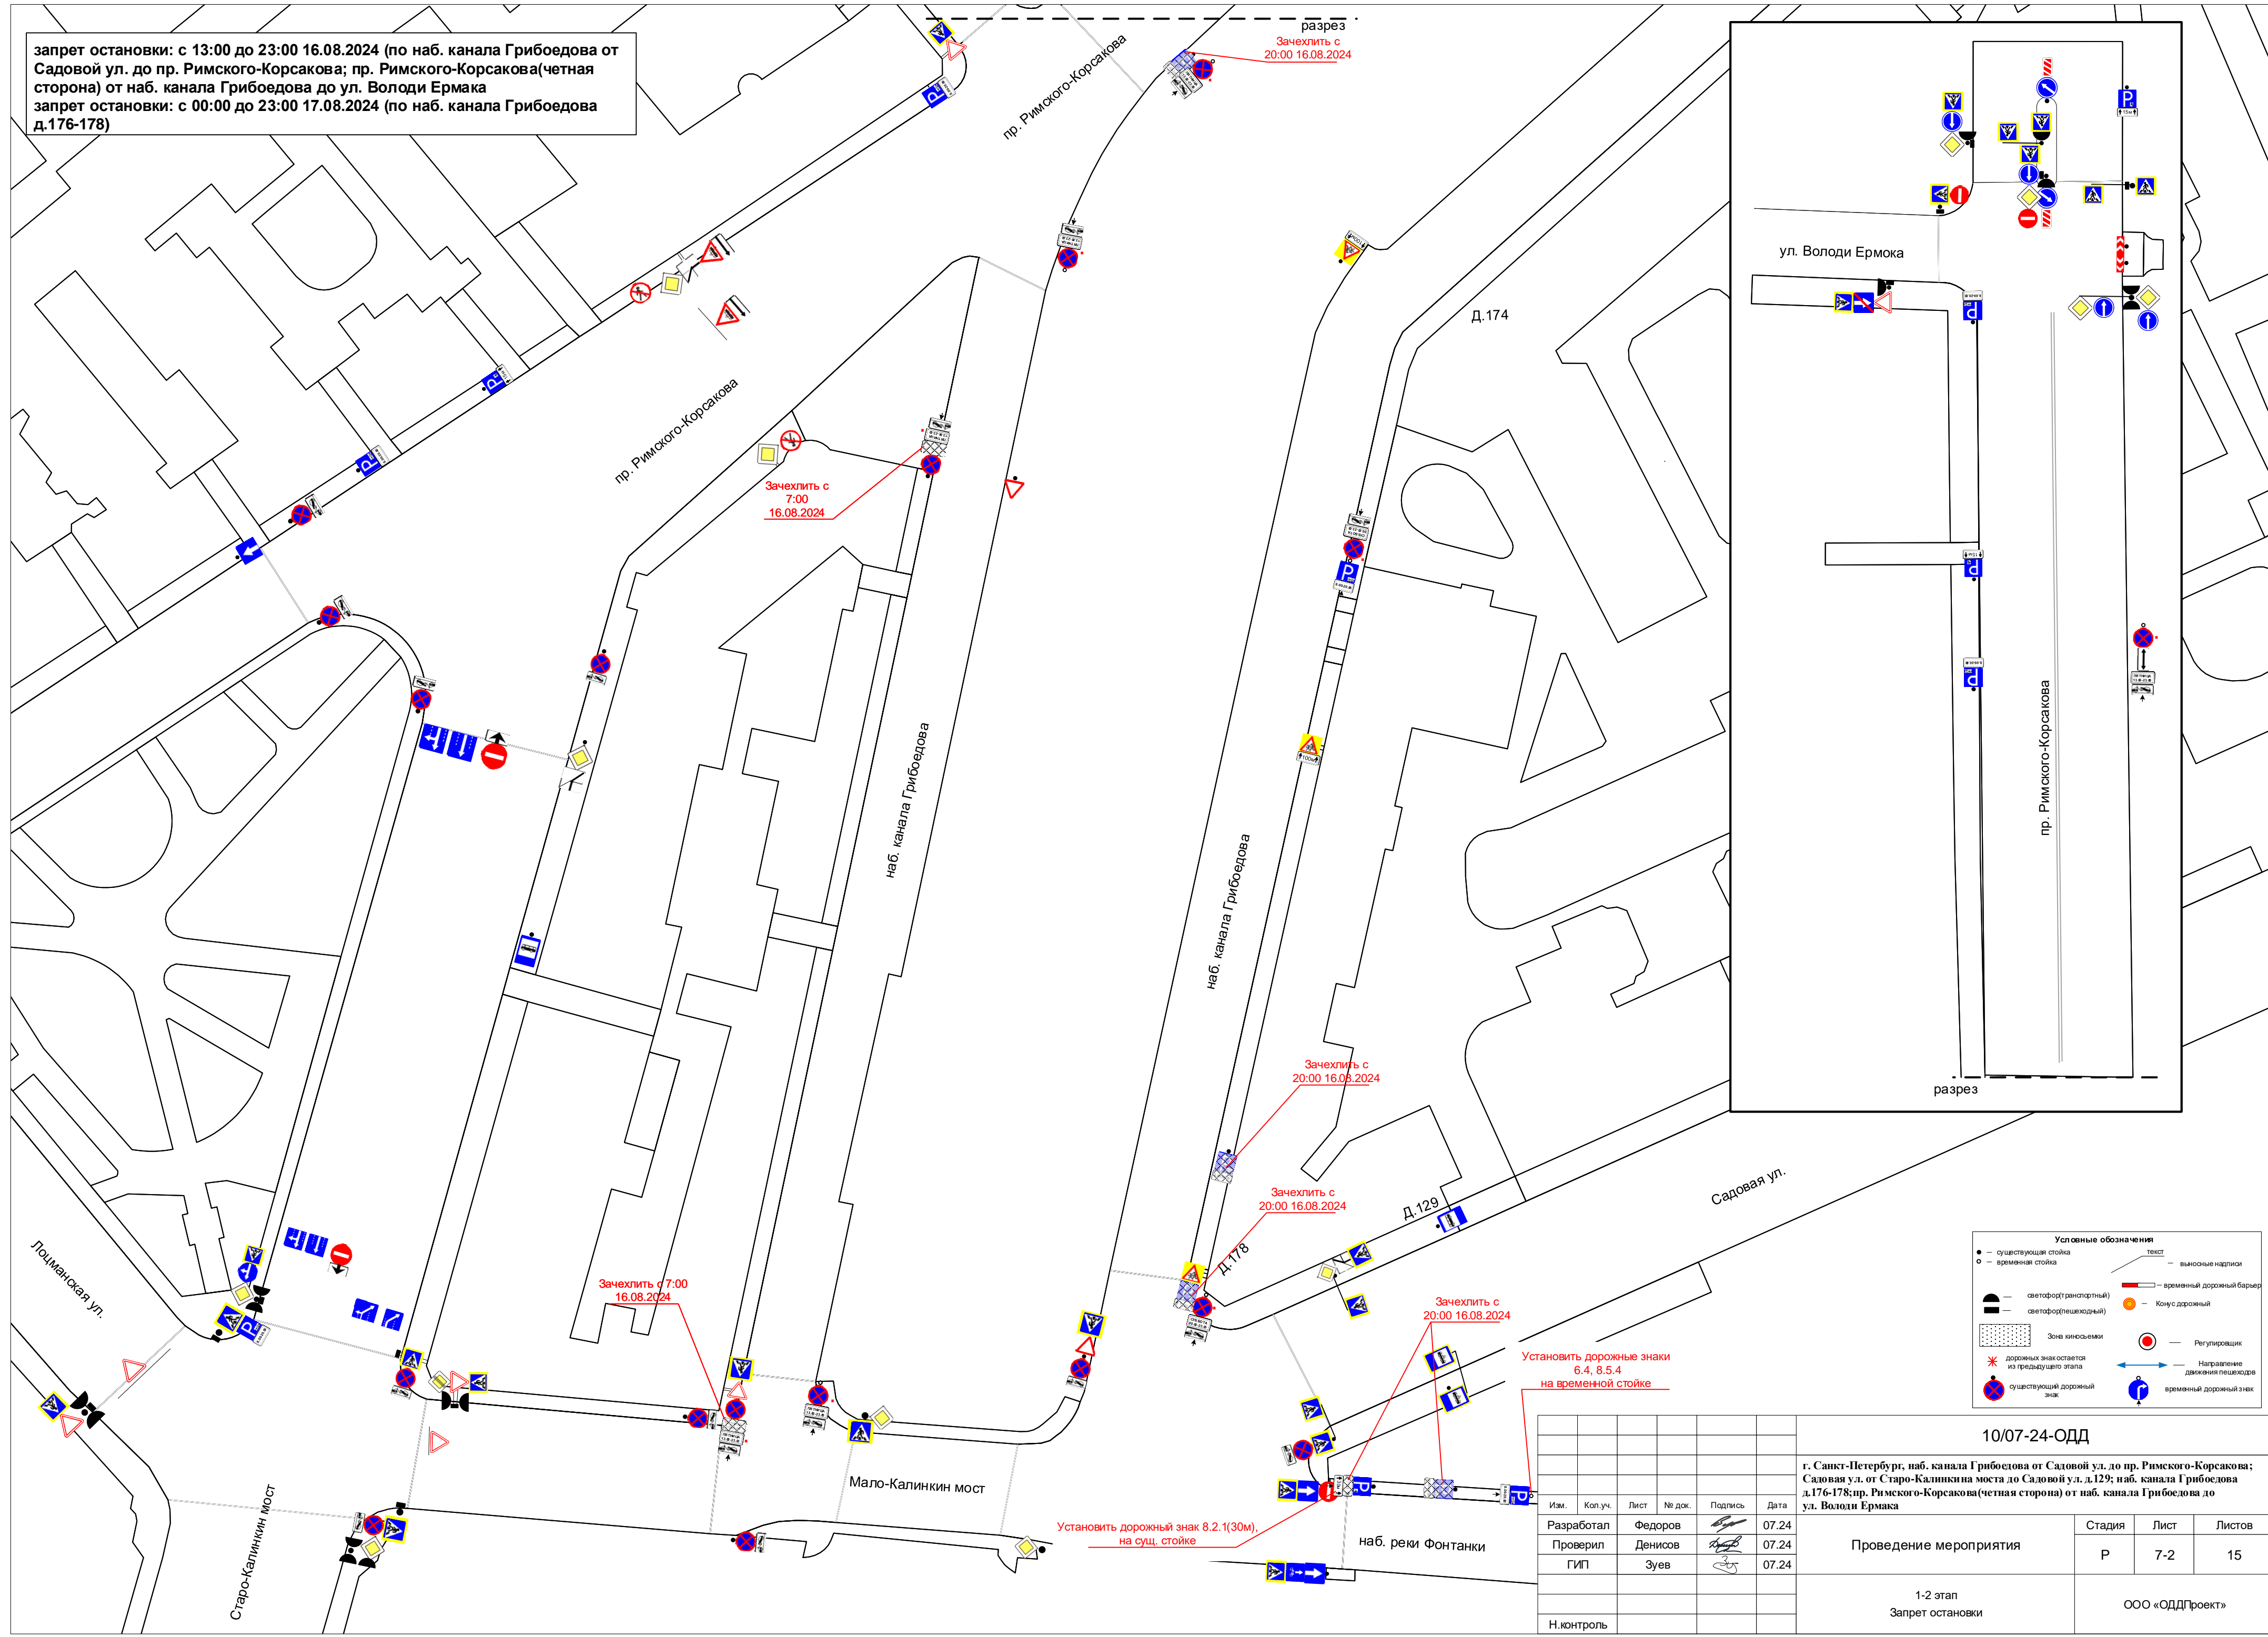 запрет остановки: с 13:00 до 23:00 16.08.2024 (по наб. канала Грибоедова от
Садовой ул. до пр. Римского-Корсакова; пр. Римского-Корсакова(четная
сторона) от наб. канала Грибоедова до ул. Володи Ермака
запрет остановки: с 00:00 до 23:00 17.08.2024 (по наб. канала Грибоедова
д.176-178)
разрез
Зачехлить с
20:00 16.08.2024
пр. Римского-Корсакова
ул. Володи Ермока
Д.174
пр. Римского-Корсакова
Зачехлить с
7:00
16.08.2024
наб. канала Грибоедова
наб. канала Грибоедова
пр. Римского-Корсакова
разрез
100м
Зачехлить с
20:00 16.08.2024
Зачехлить с
20:00 16.08.2024
Д.129
Д.178
Садовая ул.
Лоцманская ул.
Зачехлить с 7:00
16.08.2024
Зачехлить с
20:00 16.08.2024
Установить дорожные знаки
6.4, 8.5.4
на временной стойке
Мало-Калинкин мост
Старо-Калинкин мост
Установить дорожный знак 8.2.1(30м),
на сущ. стойке
наб. реки Фонтанки
Условные обозначения
существующая стойка
временная стойка
текст
выносные надписи
временный дорожный барьер
светофор(транспортный)
светофор(пешеходный)
Конус дорожный
Зона киносъемки
Регулировщик
дорожных знак остается
из предыдущего этапа
Направление
движения пешеходов
существующий дорожный
знак
временный дорожный знак
10/07-24-ОДД
г. Санкт-Петербург, наб. канала Грибоедова от Садовой ул. до пр. Римского-Корсакова;
Садовая ул. от Старо-Калинкина моста до Садовой ул. д.129; наб. канала Грибоедова
д.176-178;пр. Римского-Корсакова(четная сторона) от наб. канала Грибоедова до
ул. Володи Ермака
Изм. Кол.уч. Лист № док. Подпись Дата
Разработал Федоров 07.24
Проверил Денисов 07.24
ГИП Зуев 07.24
Н.контроль
Проведение мероприятия
Стадия Лист Листов
Р 7-2 15
1-2 этап
Запрет остановки
ООО «ОДДПроект»